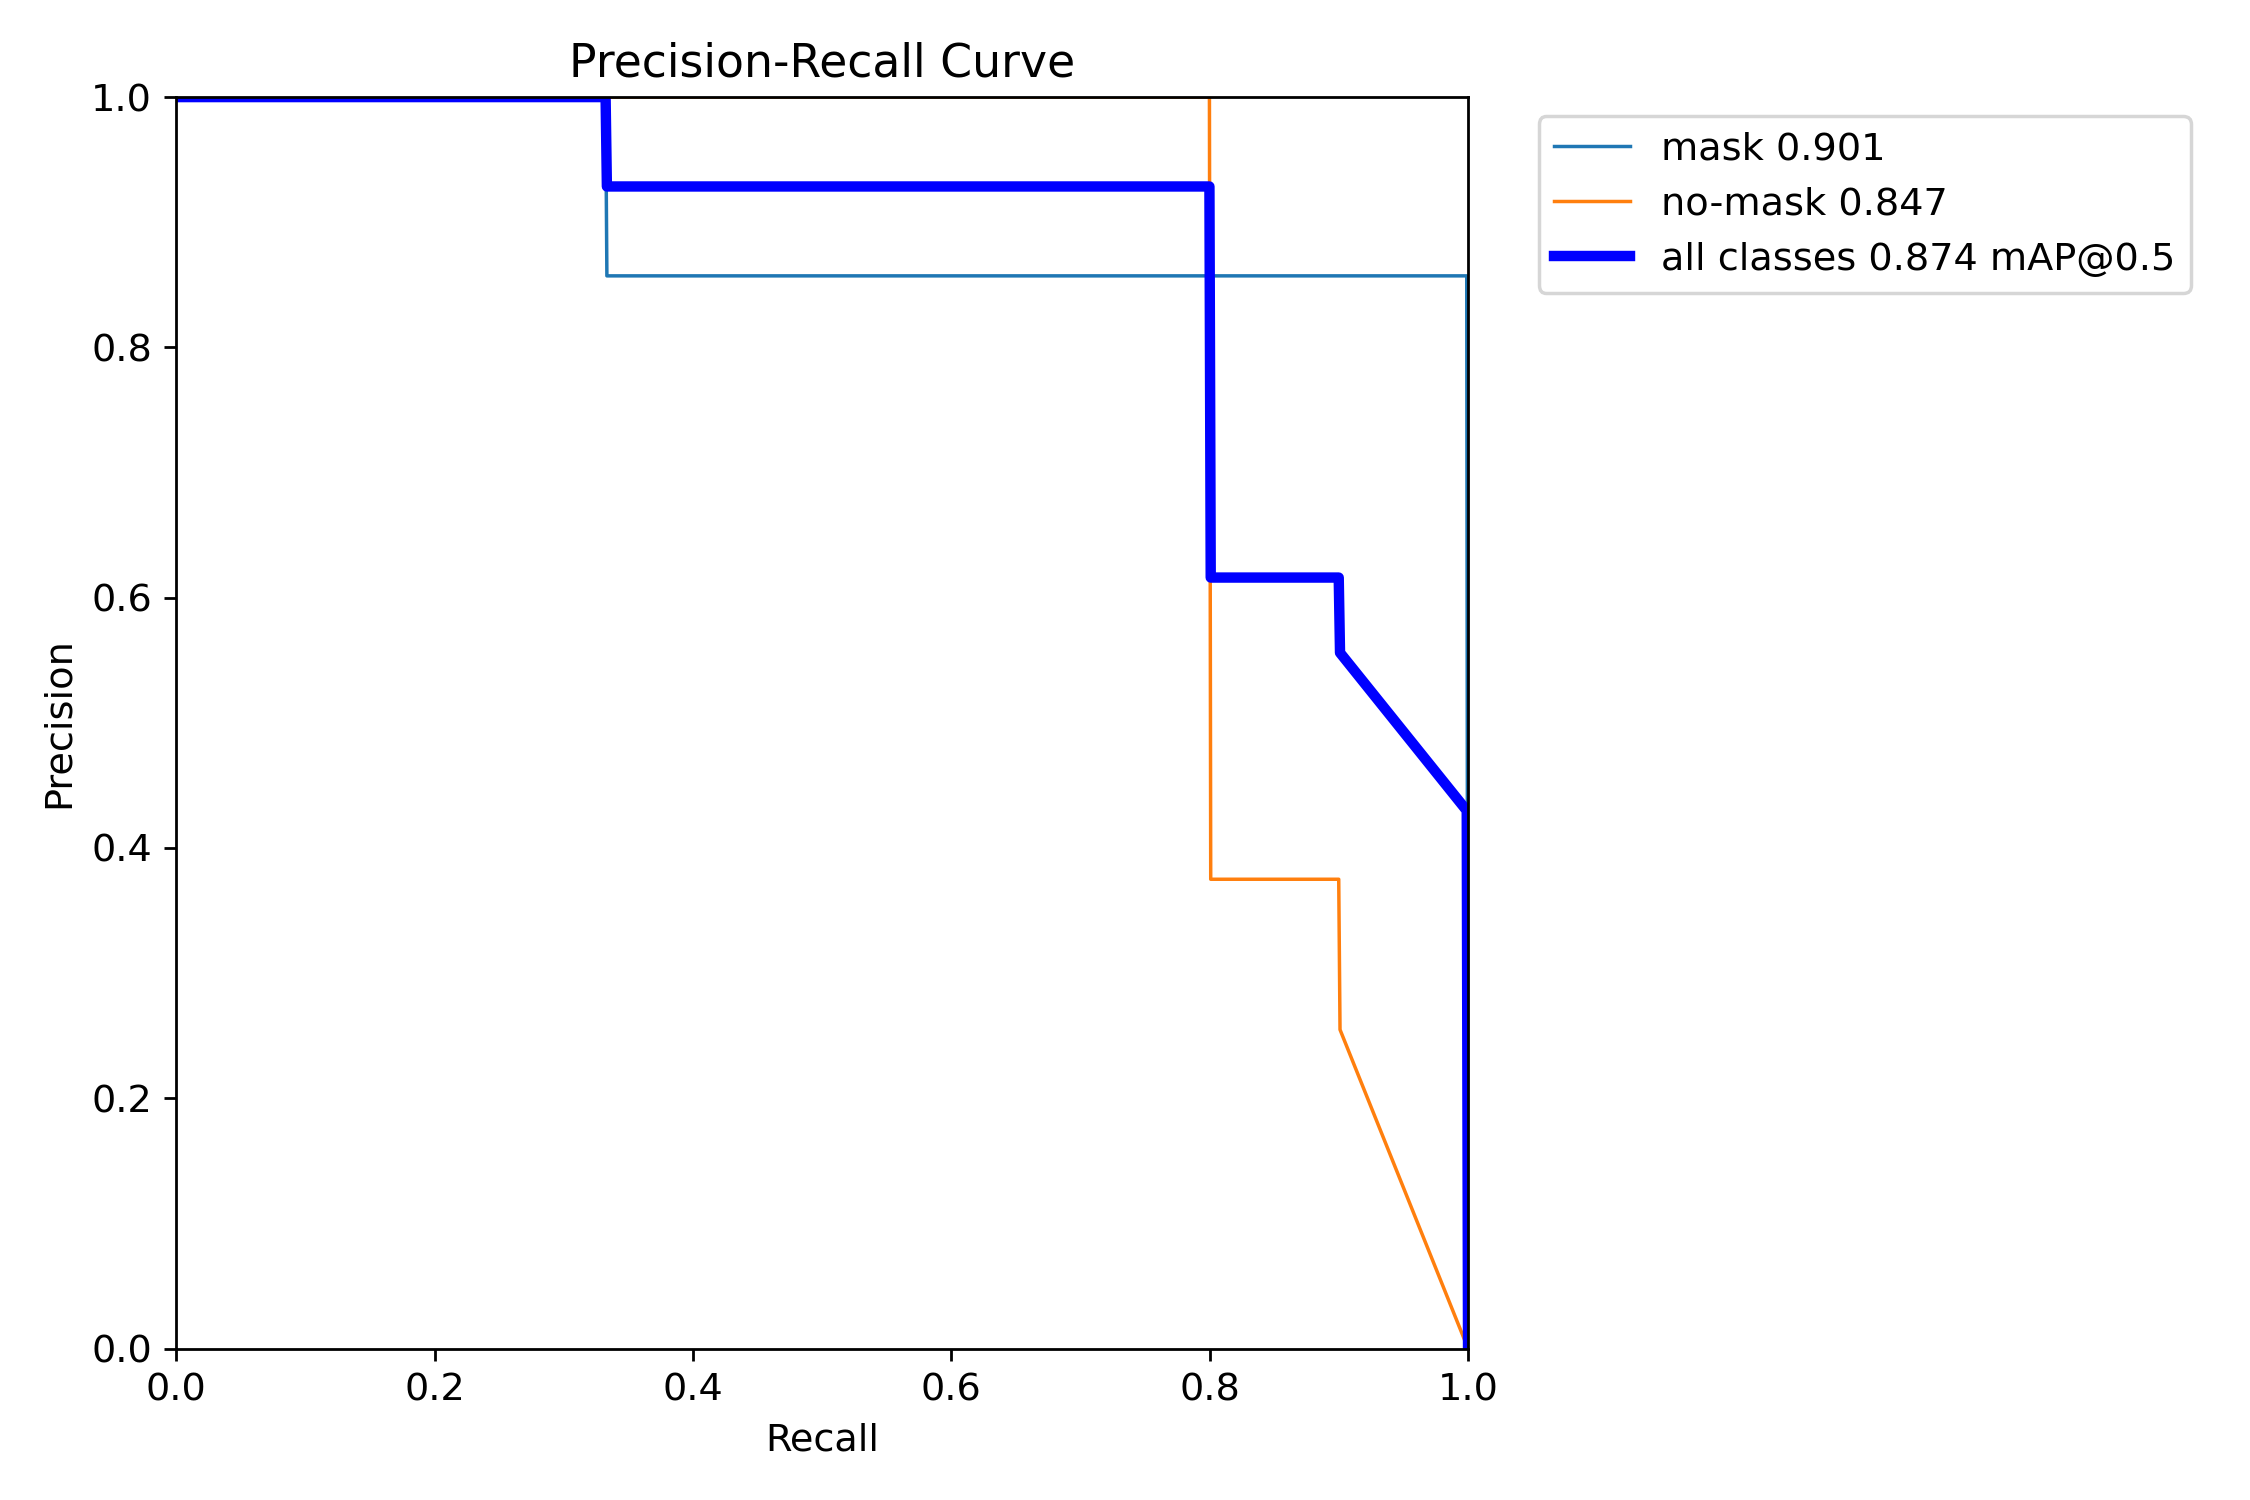 Precision-Recall Curve
1.0
0.8
0.6
0.4
0.2
0.0
Precision
0.0 0.2 0.4 0.6 0.8 1.0
Recall
mask 0.901
no-mask 0.847
all classes 0.874 mAP@0.5